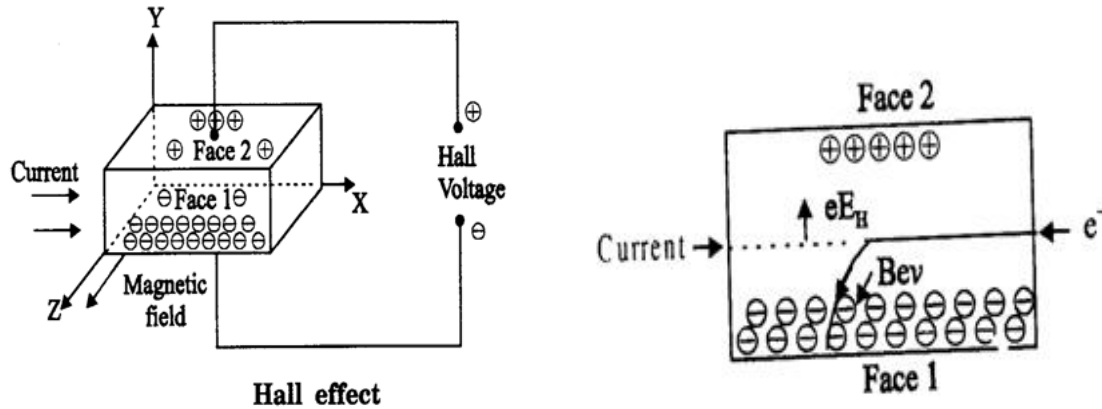 Y
⊕ ⊕ ⊕
⊕ Face 2 ⊕
⊕
Hall
Voltage
⊖
Current
⊖ Face 1 ⊖
⊖⊖⊖⊖⊖⊖⊖⊖
⊖⊖⊖⊖⊖⊖⊖⊖⊖
X
Z
Magnetic
field
Hall effect
Face 2
⊕⊕⊕⊕⊕
eE_H
Current
e⁻
Bev
⊖⊖⊖⊖⊖⊖⊖⊖⊖
⊖⊖⊖⊖⊖⊖⊖⊖⊖⊖
Face 1